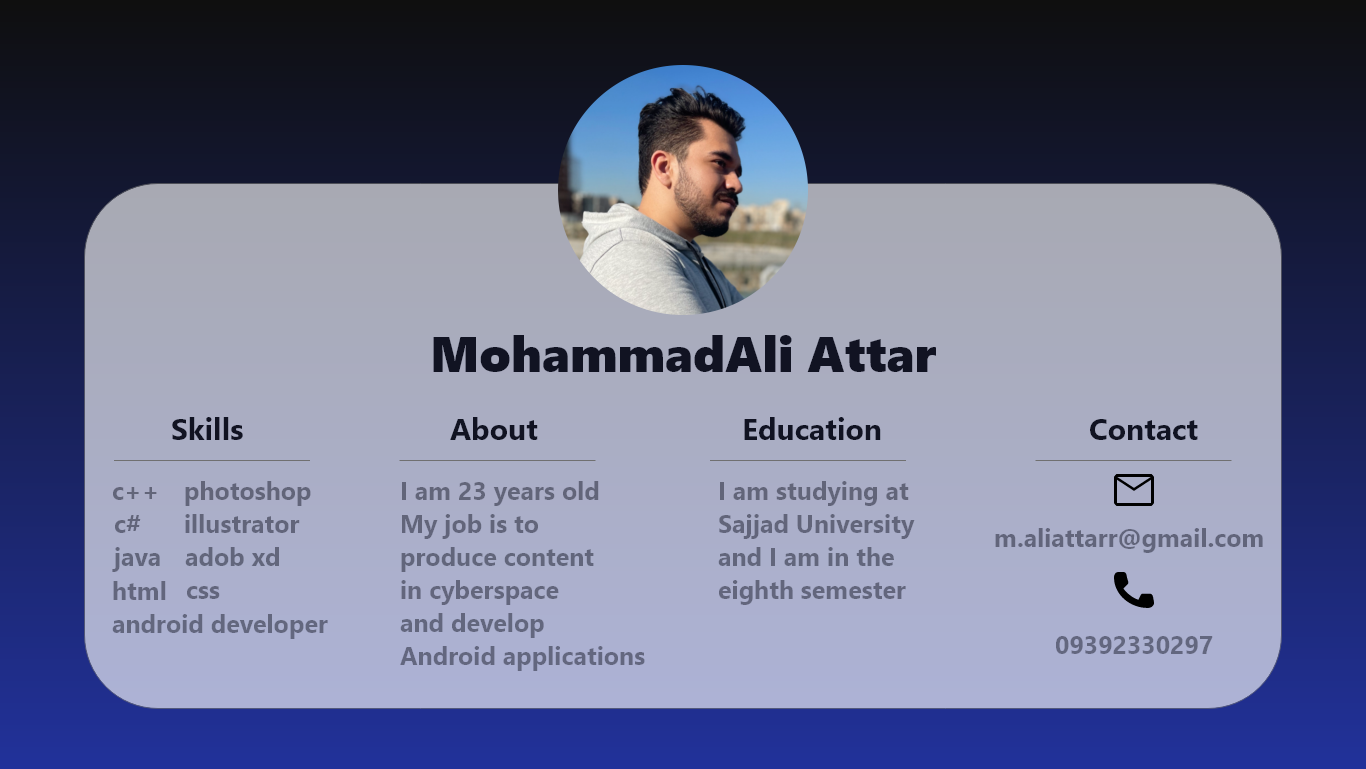 MohammadAli Attar
Skills
c++ photoshop
c# illustrator
java adob xd
html css
android developer
About
I am 23 years old
My job is to
produce content
in cyberspace
and develop
Android applications
Education
I am studying at
Sajjad University
and I am in the
eighth semester
Contact
m.aliattarr@gmail.com
09392330297